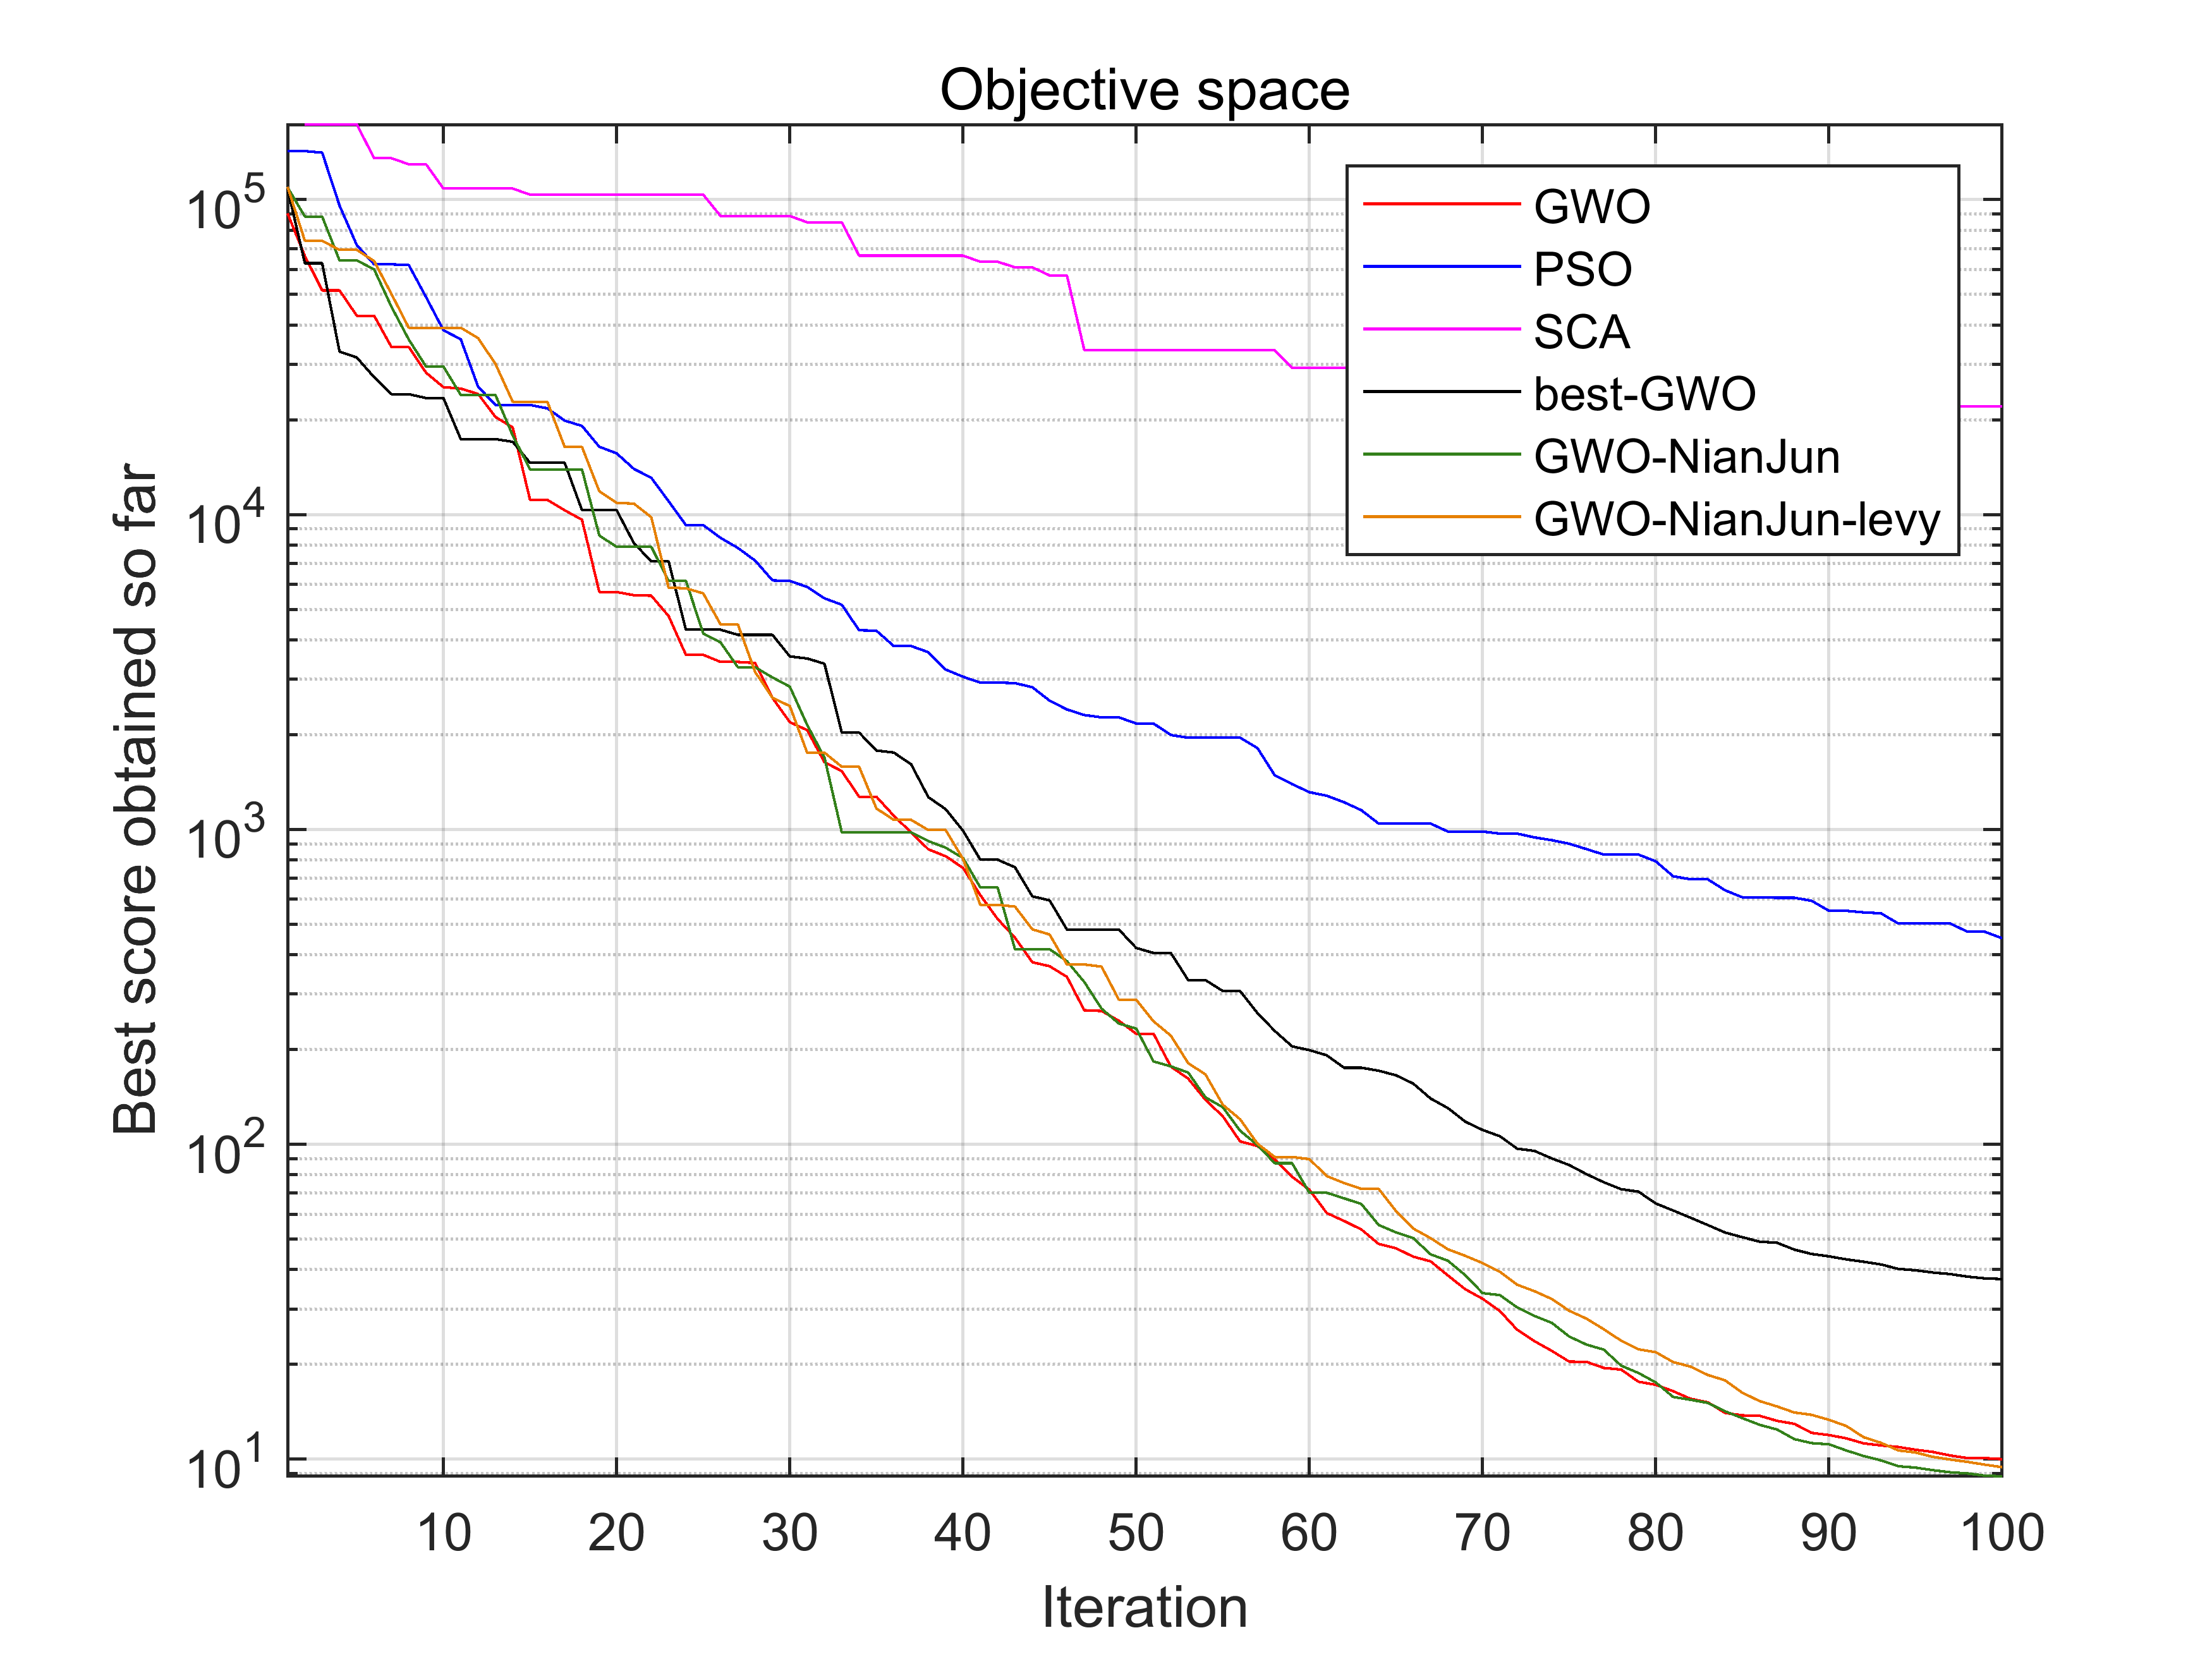 Objective space
Best score obtained so far
10^5
10^4
10^3
10^2
10^1
GWO
PSO
SCA
best-GWO
GWO-NianJun
GWO-NianJun-levy
10 20 30 40 50 60 70 80 90 100
Iteration